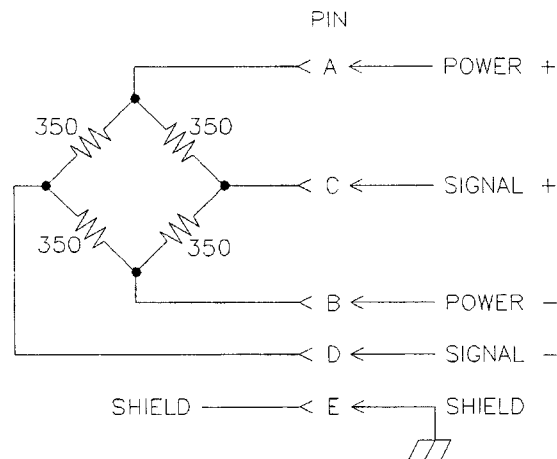 PIN
A POWER +
350 350
C SIGNAL +
350 350
B POWER −
D SIGNAL −
SHIELD E SHIELD